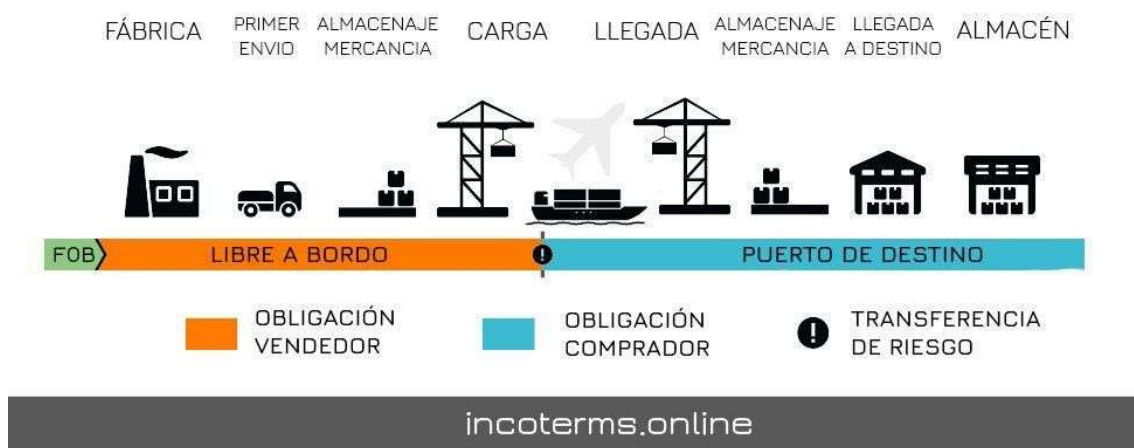 FÁBRICA
PRIMER
ENVIO
ALMACENAJE
MERCANCIA
CARGA
LLEGADA
ALMACENAJE
MERCANCIA
LLEGADA
A DESTINO
ALMACÉN
FOB
LIBRE A BORDO
PUERTO DE DESTINO
OBLIGACIÓN
VENDEDOR
OBLIGACIÓN
COMPRADOR
TRANSFERENCIA
DE RIESGO
incoterms.online